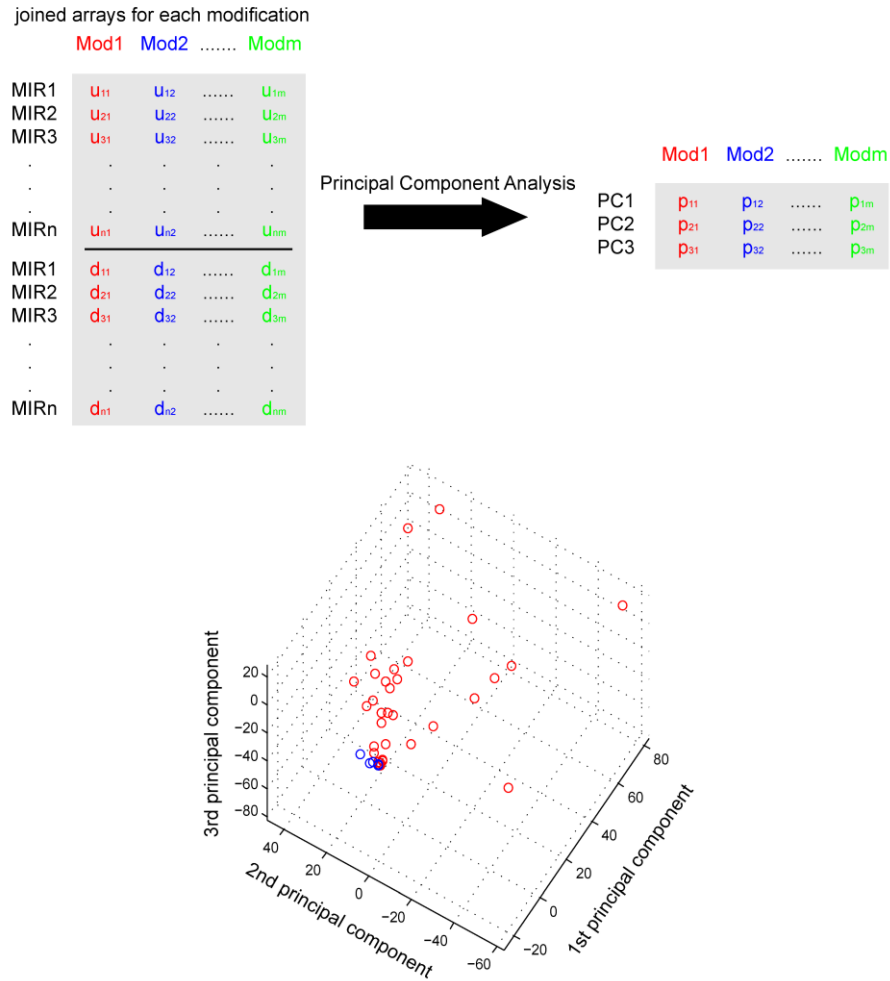 joined arrays for each modification
Mod1 Mod2 ....... Modm
MIR1 u11 u12 ...... u1m
MIR2 u21 u22 ...... u2m
MIR3 u31 u32 ...... u3m
. . . . .
. . . . .
. . . . .
MIRn un1 un2 ...... unm
MIR1 d11 d12 ...... d1m
MIR2 d21 d22 ...... d2m
MIR3 d31 d32 ...... d3m
. . . . .
. . . . .
. . . . .
MIRn dn1 dn2 ...... dnm
Principal Component Analysis
Mod1 Mod2 ....... Modm
PC1 p11 p12 ...... p1m
PC2 p21 p22 ...... p2m
PC3 p31 p32 ...... p3m
3rd principal component
20
0
−20
−40
−60
−80
2nd principal component
40
20
0
−20
−40
−60
1st principal component
80
60
40
20
0
−20